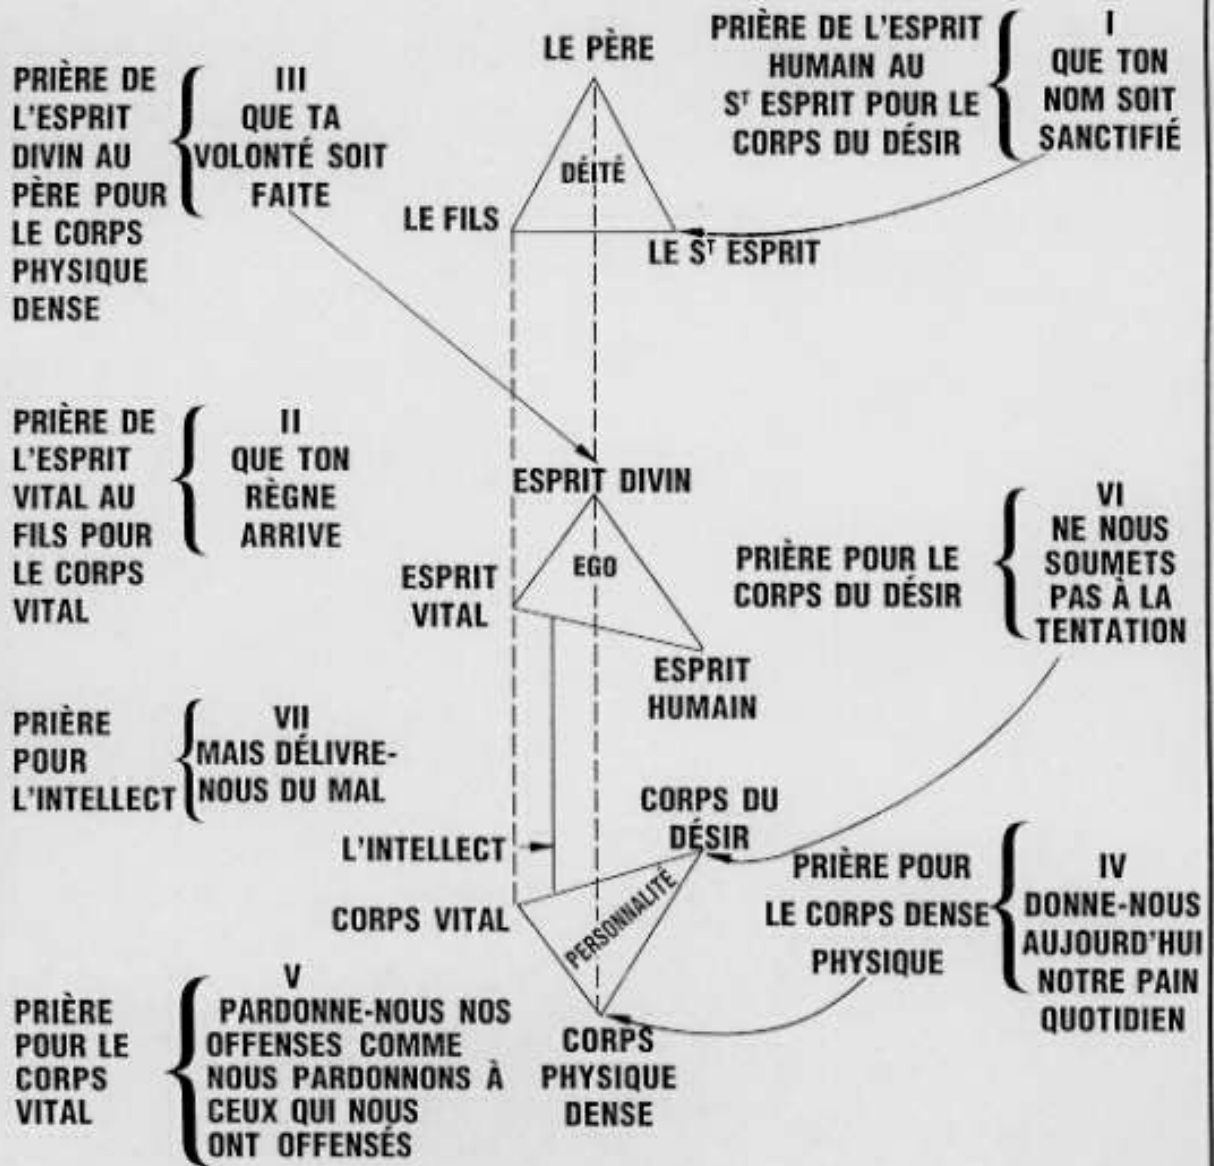 LE PÈRE
DÉITÉ
LE FILS
LE Sᵀ ESPRIT
PRIÈRE DE L'ESPRIT
HUMAIN AU
Sᵀ ESPRIT POUR LE
CORPS DU DÉSIR
I
QUE TON
NOM SOIT
SANCTIFIÉ
PRIÈRE DE
L'ESPRIT
DIVIN AU
PÈRE POUR
LE CORPS
PHYSIQUE
DENSE
III
QUE TA
VOLONTÉ SOIT
FAITE
PRIÈRE DE
L'ESPRIT
VITAL AU
FILS POUR
LE CORPS
VITAL
II
QUE TON
RÈGNE
ARRIVE
ESPRIT DIVIN
EGO
ESPRIT
VITAL
ESPRIT
HUMAIN
PRIÈRE POUR LE
CORPS DU DÉSIR
VI
NE NOUS
SOUMETS
PAS À LA
TENTATION
PRIÈRE
POUR
L'INTELLECT
VII
MAIS DÉLIVRE-
NOUS DU MAL
L'INTELLECT
CORPS DU
DÉSIR
CORPS VITAL
PERSONNALITÉ
CORPS
PHYSIQUE
DENSE
PRIÈRE POUR
LE CORPS DENSE
PHYSIQUE
IV
DONNE-NOUS
AUJOURD'HUI
NOTRE PAIN
QUOTIDIEN
PRIÈRE
POUR LE
CORPS
VITAL
V
PARDONNE-NOUS NOS
OFFENSES COMME
NOUS PARDONNONS À
CEUX QUI NOUS
ONT OFFENSÉS